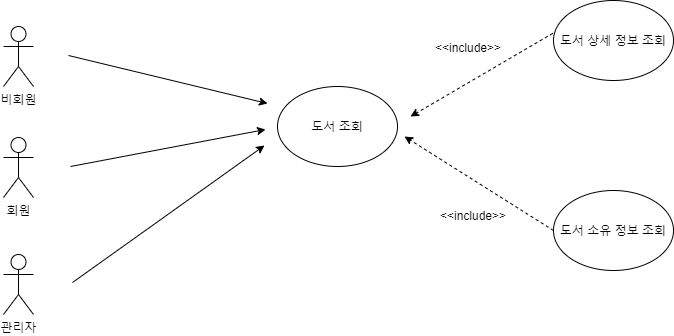 비회원
회원
관리자
도서 조회
<<include>>
<<include>>
도서 상세 정보 조회
도서 소유 정보 조회